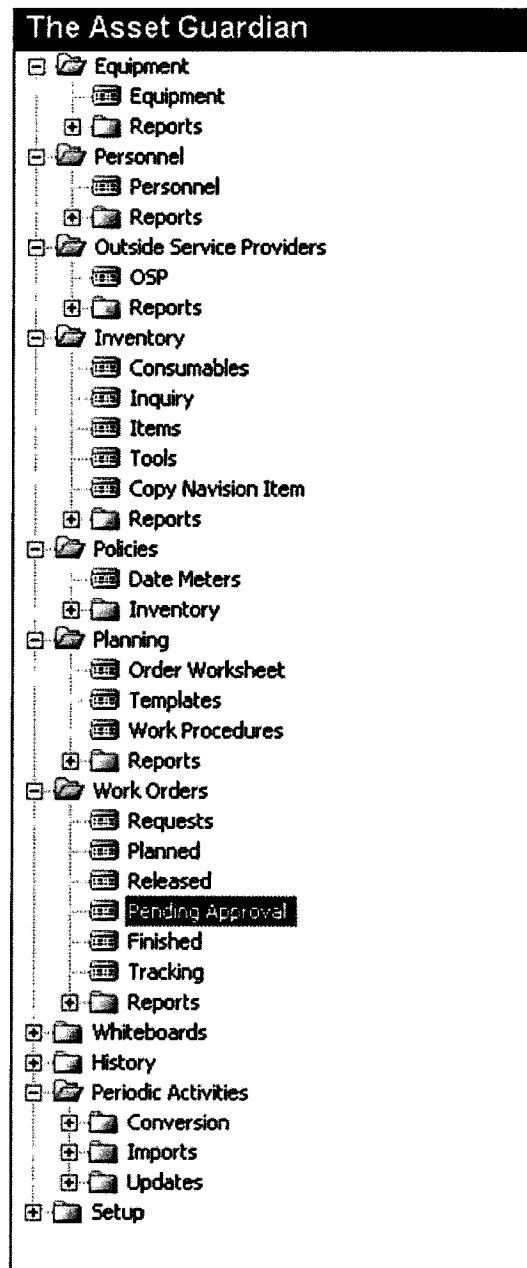 The Asset Guardian
Equipment
Equipment
Reports
Personnel
Personnel
Reports
Outside Service Providers
OSP
Reports
Inventory
Consumables
Inquiry
Items
Tools
Copy Navision Item
Reports
Policies
Date Meters
Inventory
Planning
Order Worksheet
Templates
Work Procedures
Reports
Work Orders
Requests
Planned
Released
Pending Approval
Finished
Tracking
Reports
Whiteboards
History
Periodic Activities
Conversion
Imports
Updates
Setup